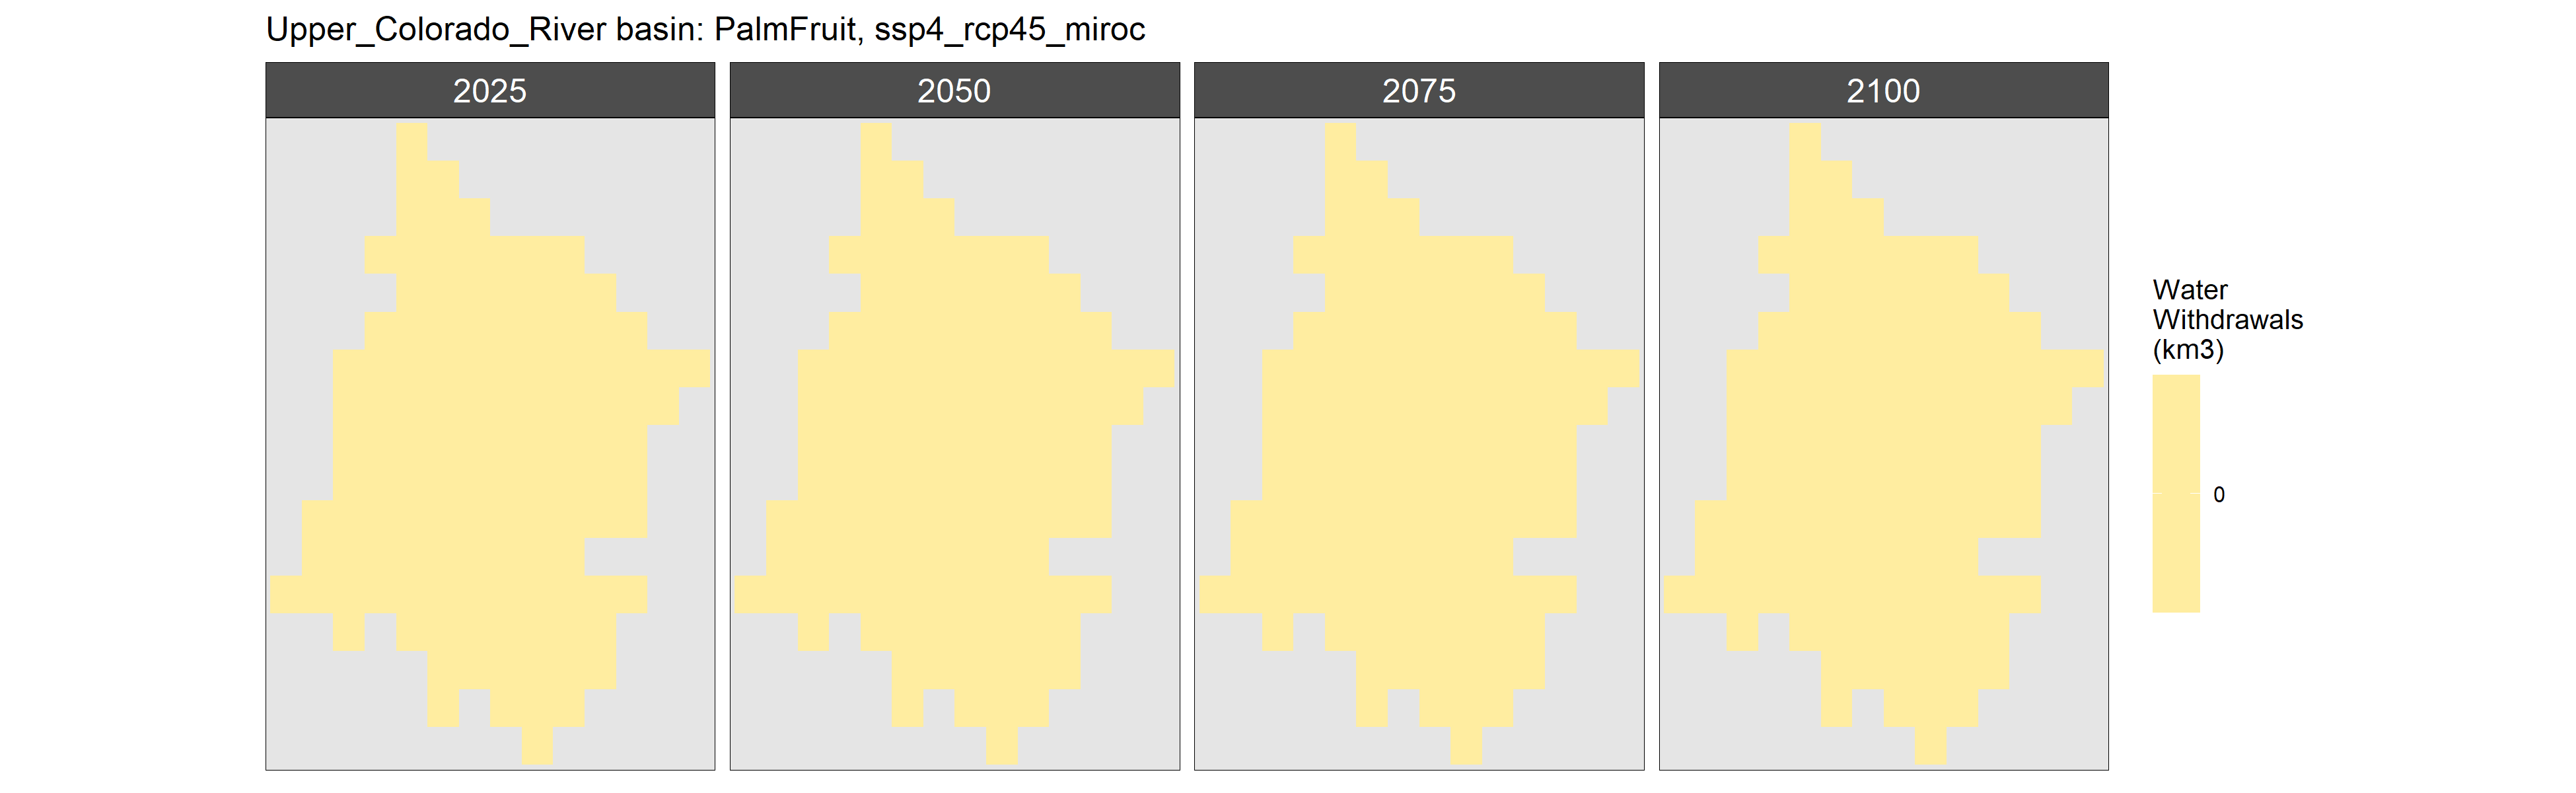 Upper_Colorado_River basin: PalmFruit, ssp4_rcp45_miroc
2025
2050
2075
2100
Water
Withdrawals
(km3)
0